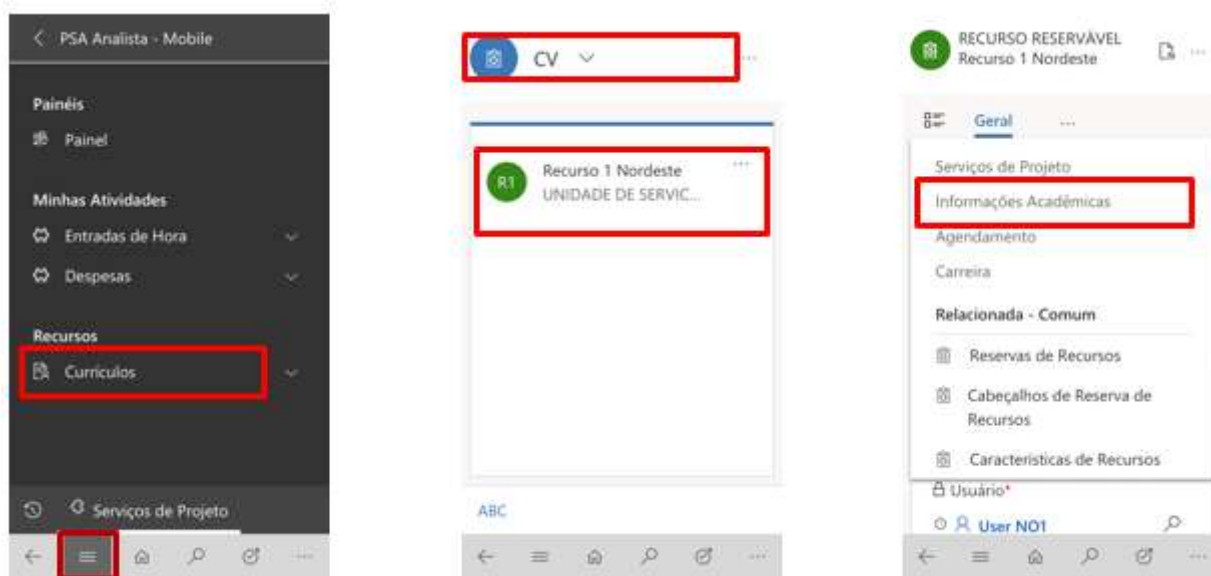 PSA Analista - Mobile
Painéis
Painel
Minhas Atividades
Entradas de Hora
Despesas
Recursos
Curriculos
Serviços de Projeto
CV
R1
Recurso 1 Nordeste
UNIDADE DE SERVIC...
ABC
RECURSO RESERVÁVEL
Recurso 1 Nordeste
Geral
...
Serviços de Projeto
Informações Acadêmicas
Agendamento
Carreira
Relacionada - Comum
Reservas de Recursos
Cabeçalhos de Reserva de
Recursos
Características de Recursos
Usuário*
User NO1